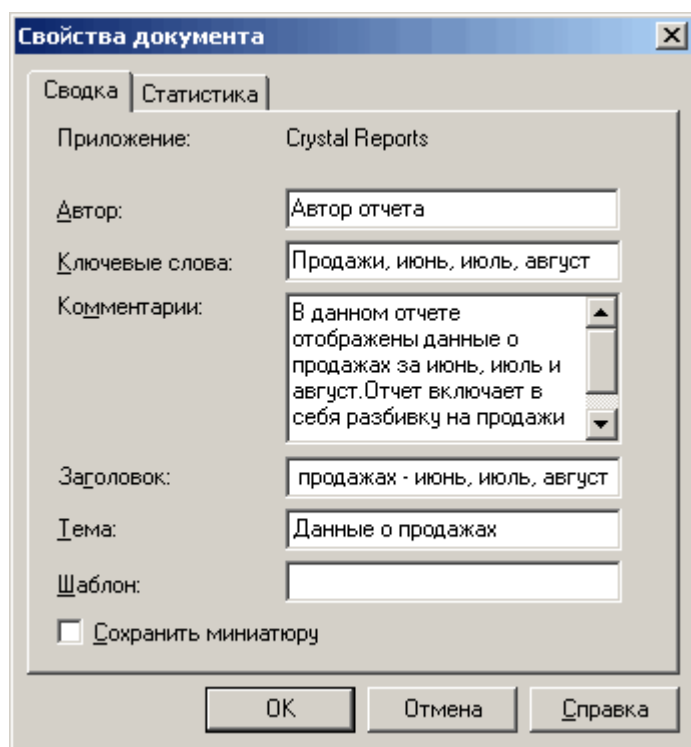 Свойства документа
Сводка Статистика
Приложение: Crystal Reports
Автор: Автор отчета
Ключевые слова: Продажи, июнь, июль, август
Комментарии: В данном отчете
отображены данные о
продажах за июнь, июль и
август.Отчет включает в
себя разбивку на продажи
Заголовок: продажах - июнь, июль, август
Тема: Данные о продажах
Шаблон:
Сохранить миниатюру
OK Отмена Справка